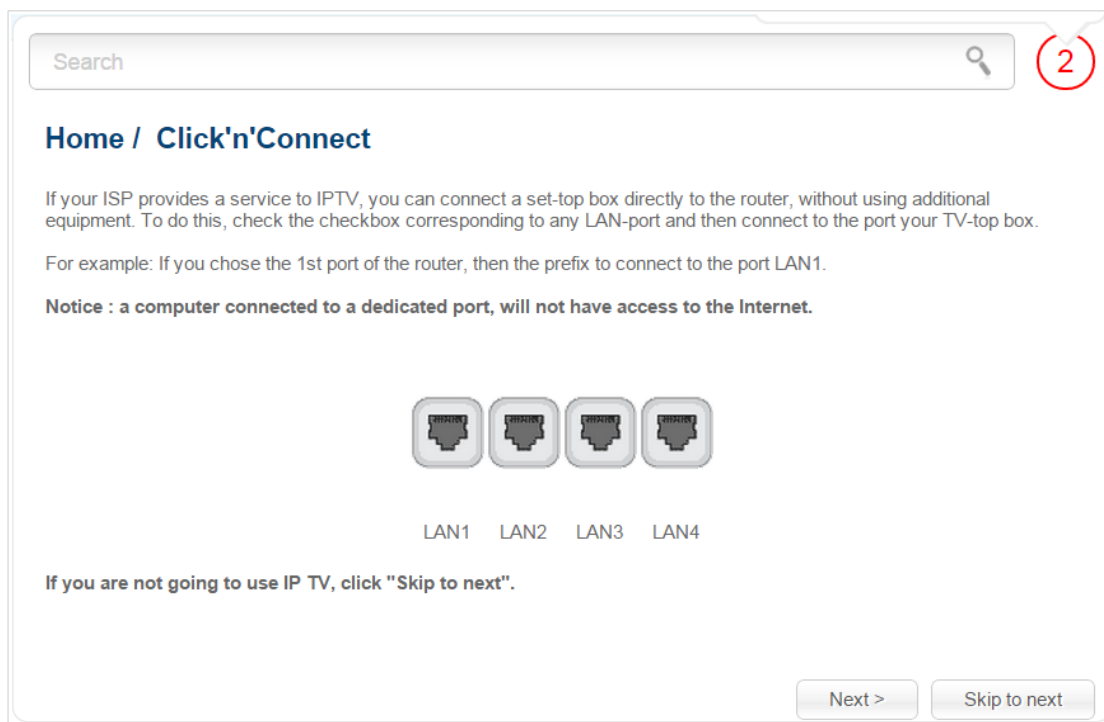 Search
2
Home / Click'n'Connect
If your ISP provides a service to IPTV, you can connect a set-top box directly to the router, without using additional
equipment. To do this, check the checkbox corresponding to any LAN-port and then connect to the port your TV-top box.
For example: If you chose the 1st port of the router, then the prefix to connect to the port LAN1.
Notice : a computer connected to a dedicated port, will not have access to the Internet.
LAN1 LAN2 LAN3 LAN4
If you are not going to use IP TV, click "Skip to next".
Next > Skip to next